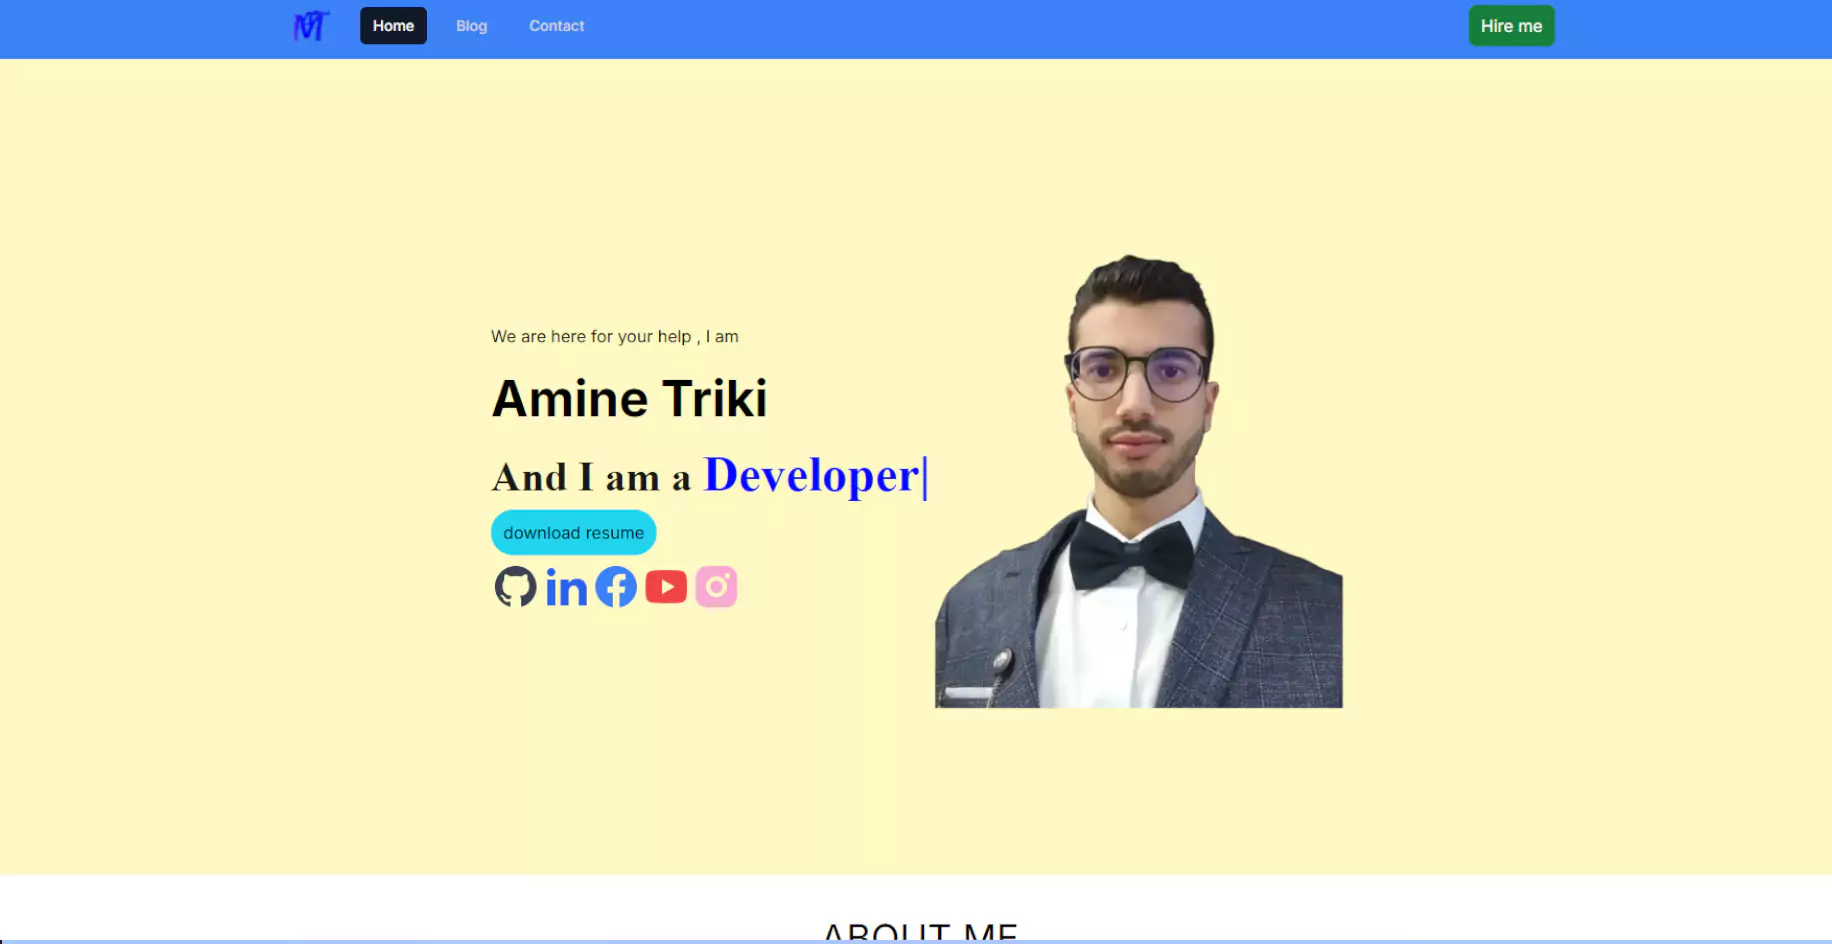 Home Blog Contact Hire me
We are here for your help , I am
Amine Triki
And I am a Developer|
download resume
in
ABOUT ME